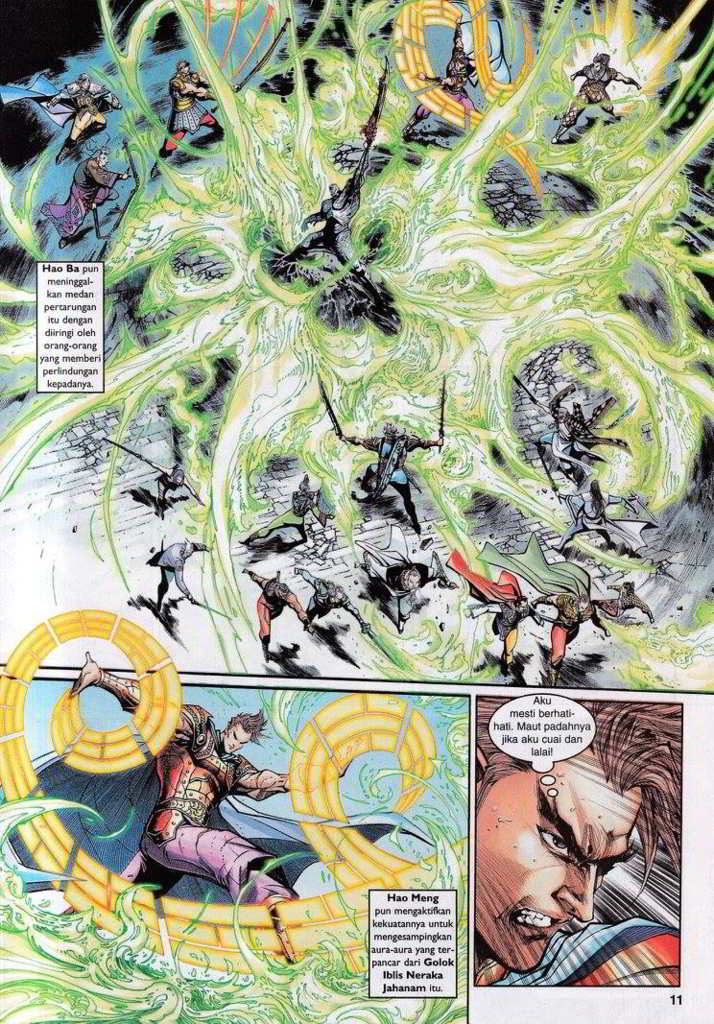 Hao Ba pun
meninggal-
kan medan
pertarungan
itu dengan
diiringi oleh
orang-orang
yang memberi
perlindungan
kepadanya.
Hao Meng
pun mengaktifkan
kekuatannya untuk
mengesampingkan
aura-aura yang ter-
pancar dari Golok
Iblis Neraka
Jahanam itu.
Aku
mesti berhati-
hati. Maut padahnya
jika aku cuai dan
lalai!
11